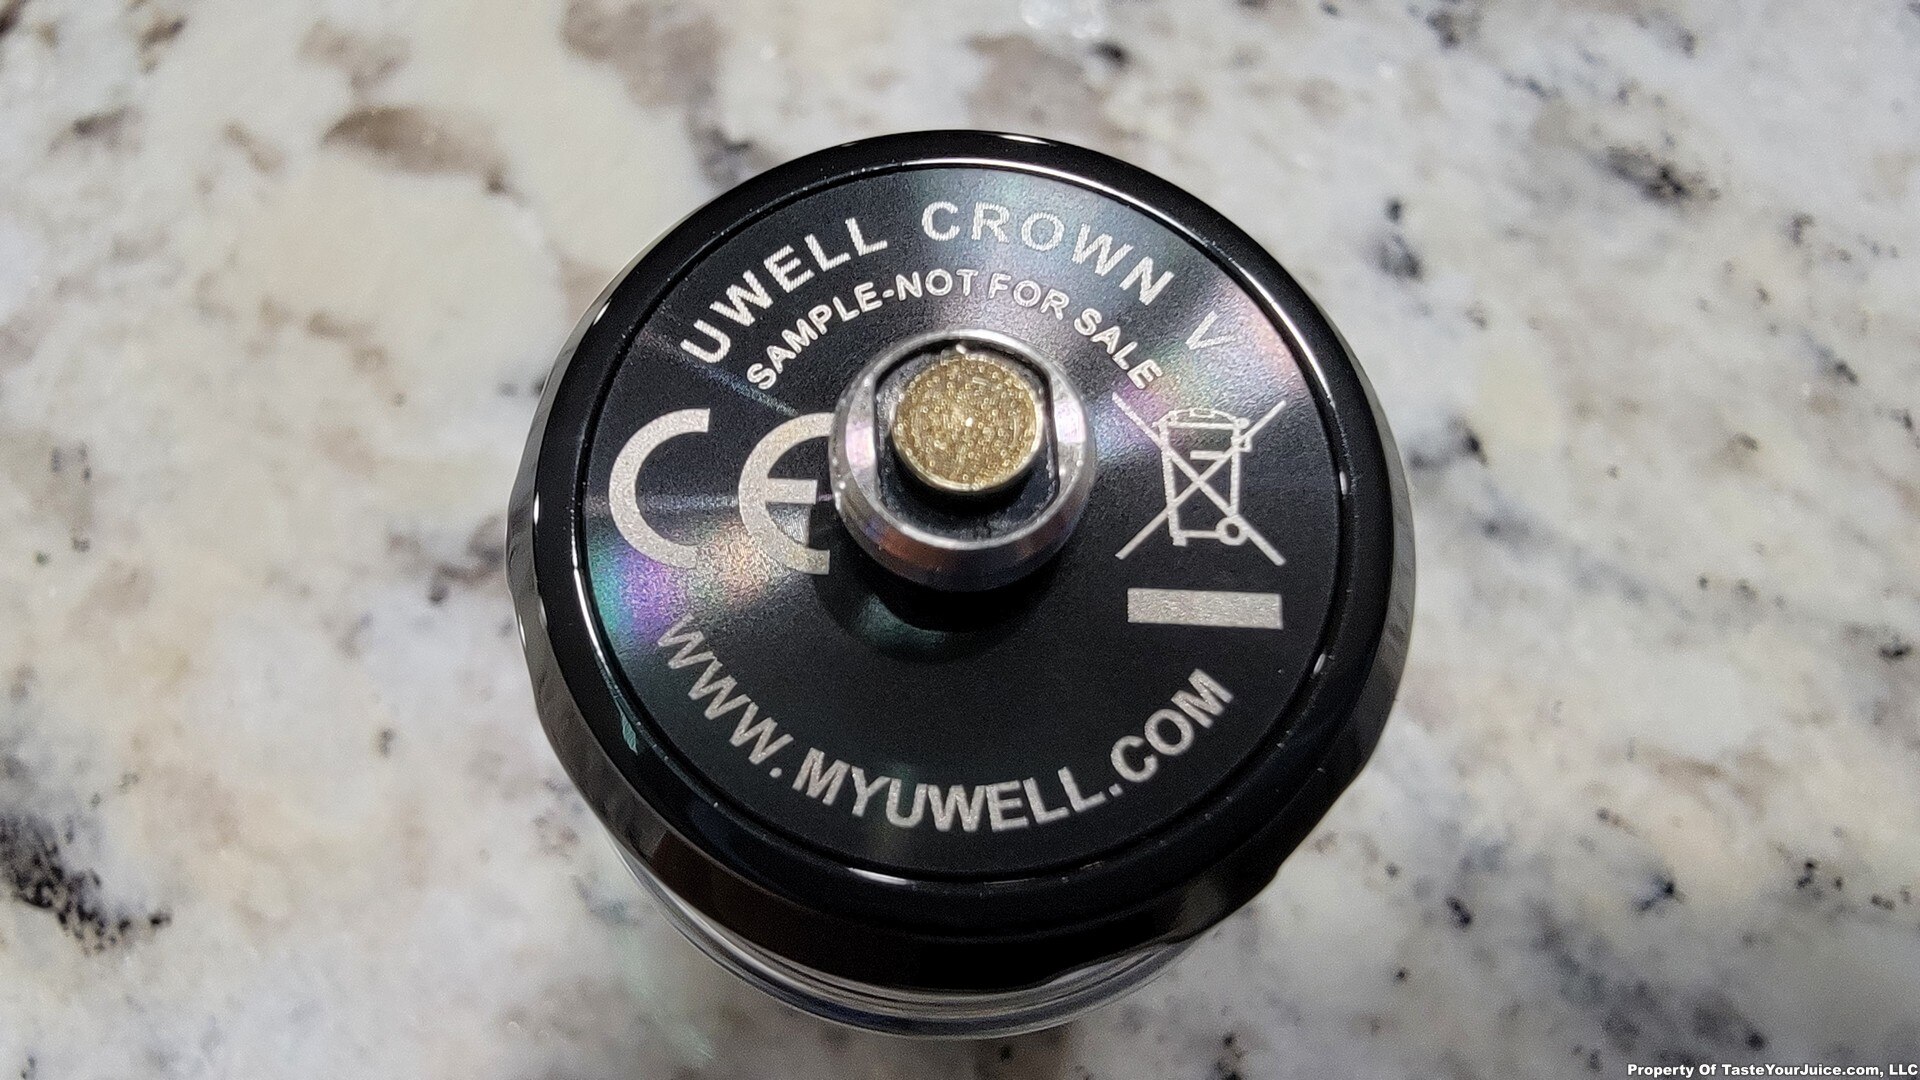 UWELL CROWN V
SAMPLE-NOT FOR SALE
CE
WWW.MYUWELL.COM
Property Of TasteYourJuice.com, LLC